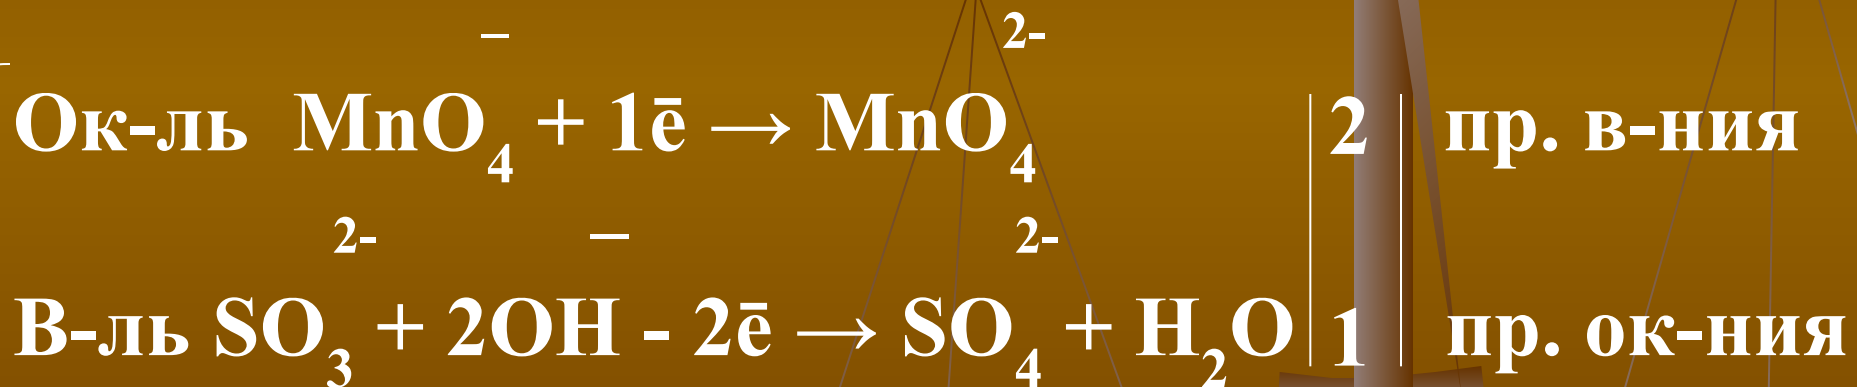 Ок-ль MnO₄⁻ + 1ē → MnO₄²⁻ | 2 | пр. в-ния
В-ль SO₃²⁻ + 2OH⁻ - 2ē → SO₄²⁻ + H₂O | 1 | пр. ок-ния